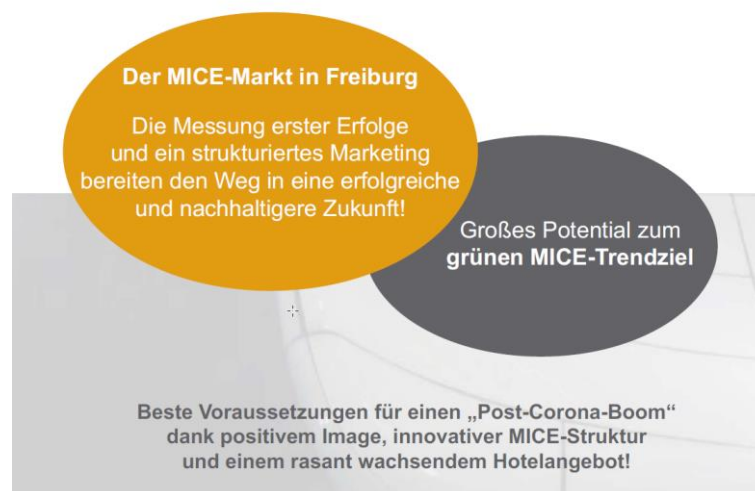 Der MICE-Markt in Freiburg
Die Messung erster Erfolge
und ein strukturiertes Marketing
bereiten den Weg in eine erfolgreiche
und nachhaltigere Zukunft!
Großes Potential zum
grünen MICE-Trendziel
Beste Voraussetzungen für einen „Post-Corona-Boom“
dank positivem Image, innovativer MICE-Struktur
und einem rasant wachsendem Hotelangebot!